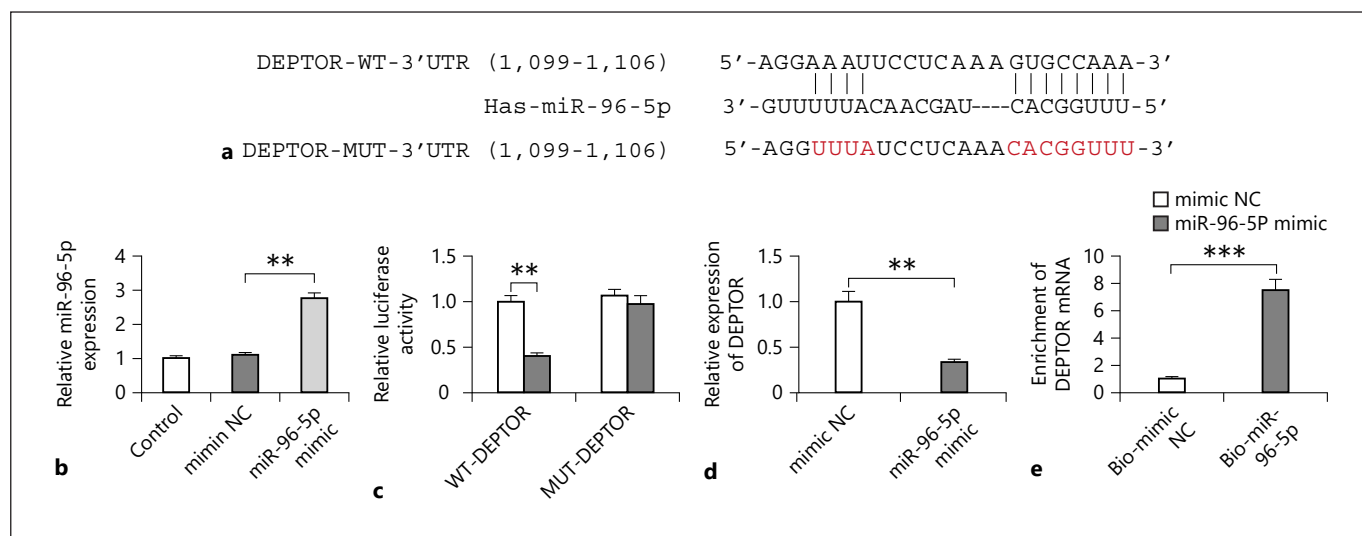 DEPTOR-WT-3′UTR (1,099-1,106) 5′-AGGAAAUUCCUCAAAGUGCCAAA-3′
Has-miR-96-5p 3′-GUUUUUACAACGAU----CACGGUUU-5′
a DEPTOR-MUT-3′UTR (1,099-1,106) 5′-AGGUUUAUCCUCAAACACGGUUU-3′
mimic NC
miR-96-5P mimic
b
Relative miR-96-5p
expression
4
3
2
1
0
**
Control
mimin NC
miR-96-5p
mimic
c
Relative luciferase
activity
1.5
1.0
0.5
0
**
WT-DEPTOR
MUT-DEPTOR
d
Relative expression
of DEPTOR
1.5
1.0
0.5
0
**
mimic NC
miR-96-5p
mimic
e
Enrichment of
DEPTOR mRNA
10
8
6
4
2
0
***
Bio-mimic
NC
Bio-miR-
96-5p